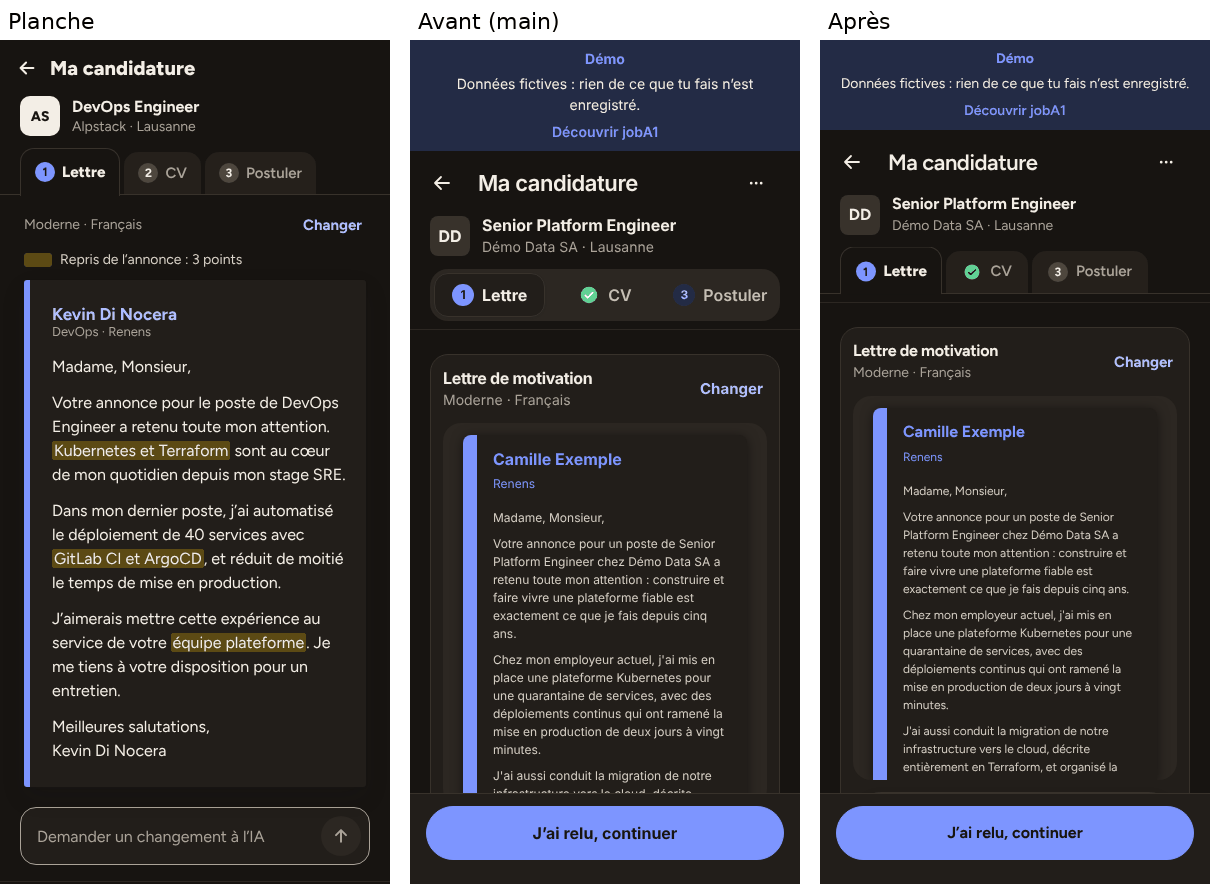 Planche
Ma candidature
AS
DevOps Engineer
Alpstack · Lausanne
1 Lettre
2 CV
3 Postuler
Moderne · Français
Changer
Repris de l’annonce : 3 points
Kevin Di Nocera
DevOps · Renens
Madame, Monsieur,
Votre annonce pour le poste de DevOps
Engineer a retenu toute mon attention.
Kubernetes et Terraform sont au cœur
de mon quotidien depuis mon stage SRE.
Dans mon dernier poste, j’ai automatisé
le déploiement de 40 services avec
GitLab CI et ArgoCD, et réduit de moitié
le temps de mise en production.
J’aimerais mettre cette expérience au
service de votre équipe plateforme. Je
me tiens à votre disposition pour un
entretien.
Meilleures salutations,
Kevin Di Nocera
Demander un changement à l’IA
Avant (main)
Démo
Données fictives : rien de ce que tu fais n’est
enregistré.
Découvrir jobA1
Ma candidature
DD
Senior Platform Engineer
Démo Data SA · Lausanne
1 Lettre
CV
3 Postuler
Lettre de motivation
Moderne · Français
Changer
Camille Exemple
Renens
Madame, Monsieur,
Votre annonce pour un poste de Senior
Platform Engineer chez Démo Data SA a
retenu toute mon attention : construire et
faire vivre une plateforme fiable est
exactement ce que je fais depuis cinq
ans.
Chez mon employeur actuel, j'ai mis en
place une plateforme Kubernetes pour
une quarantaine de services, avec des
déploiements continus qui ont ramené la
mise en production de deux jours à vingt
minutes.
J'ai aussi conduit la migration de notre
infrastructure vers le cloud, décrite
J’ai relu, continuer
Après
Démo
Données fictives : rien de ce que tu fais n’est enregistré.
Découvrir jobA1
Ma candidature
DD
Senior Platform Engineer
Démo Data SA · Lausanne
1 Lettre
CV
3 Postuler
Lettre de motivation
Moderne · Français
Changer
Camille Exemple
Renens
Madame, Monsieur,
Votre annonce pour un poste de Senior
Platform Engineer chez Démo Data SA a
retenu toute mon attention : construire et
faire vivre une plateforme fiable est
exactement ce que je fais depuis cinq ans.
Chez mon employeur actuel, j'ai mis en
place une plateforme Kubernetes pour une
quarantaine de services, avec des
déploiements continus qui ont ramené la
mise en production de deux jours à vingt
minutes.
J'ai aussi conduit la migration de notre
infrastructure vers le cloud, décrite
entièrement en Terraform, et organisé la
J’ai relu, continuer